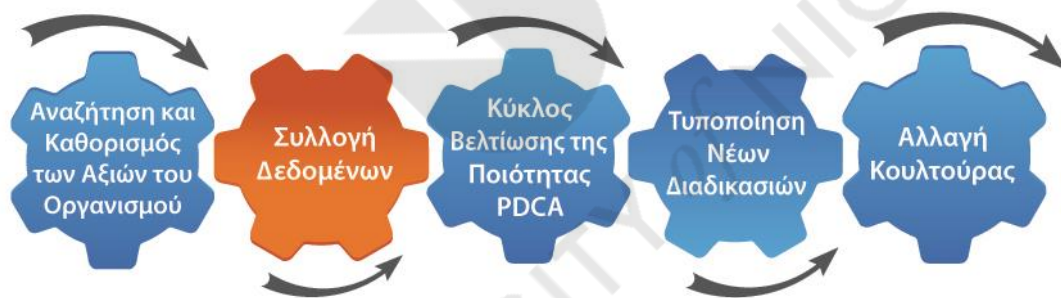 Αναζήτηση και
Καθορισμός
των Αξιών του
Οργανισμού
Συλλογή
Δεδομένων
Κύκλος
Βελτίωσης της
Ποιότητας
PDCA
Τυποποίηση
Νέων
Διαδικασιών
Αλλαγή
Κουλτούρας